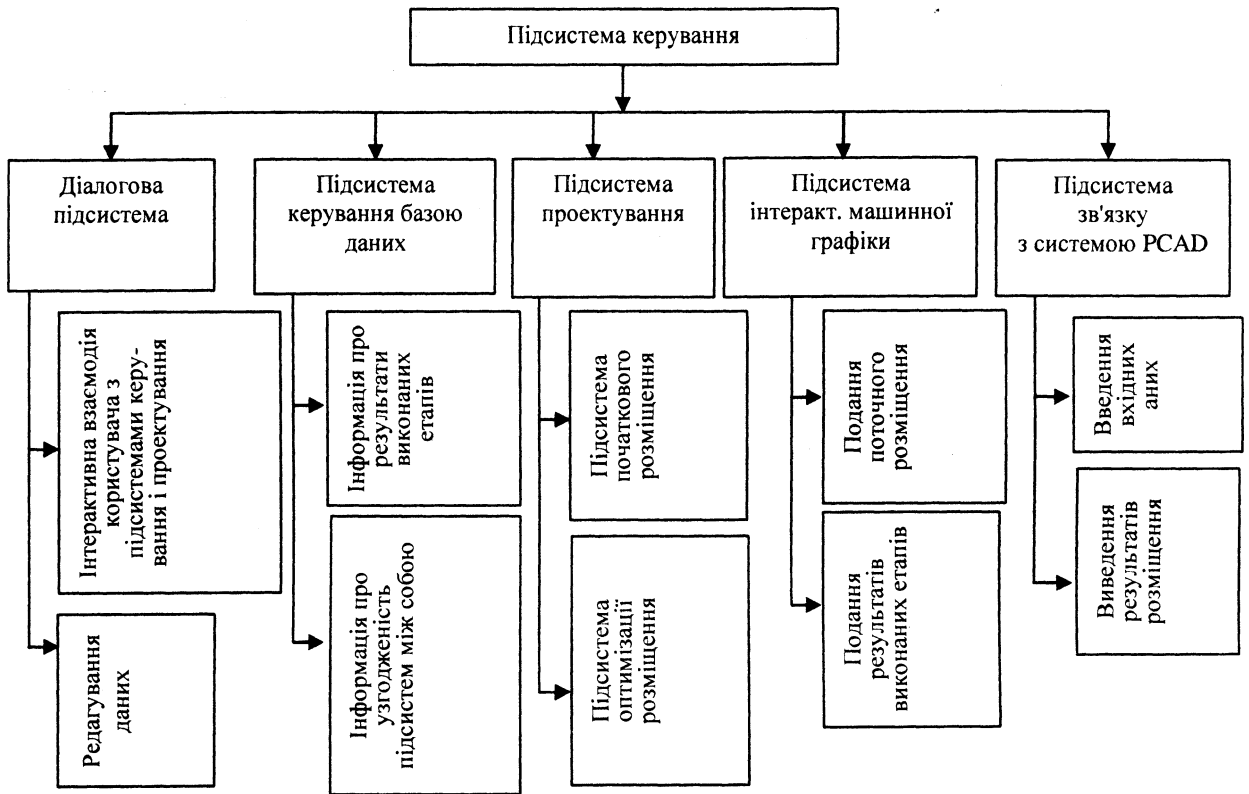 Підсистема керування
Діалогова
підсистема
Підсистема
керування базою
даних
Підсистема
проектування
Підсистема
інтеракт. машинної
графіки
Підсистема
зв'язку
з системою PCAD
Інтерактивна взаємодія
користувача з
підсистемами керу-
вання і проектування
Редагування
даних
Інформація про
результати
виконаних
етапів
Інформація про
узгодженість
підсистем між собою
Підсистема
початкового
розміщення
Підсистема
оптимізації
розміщення
Подання
поточного
розміщення
Подання
результатів
виконаних етапів
Введення
вхідних
аних
Виведення
результатів
розміщення